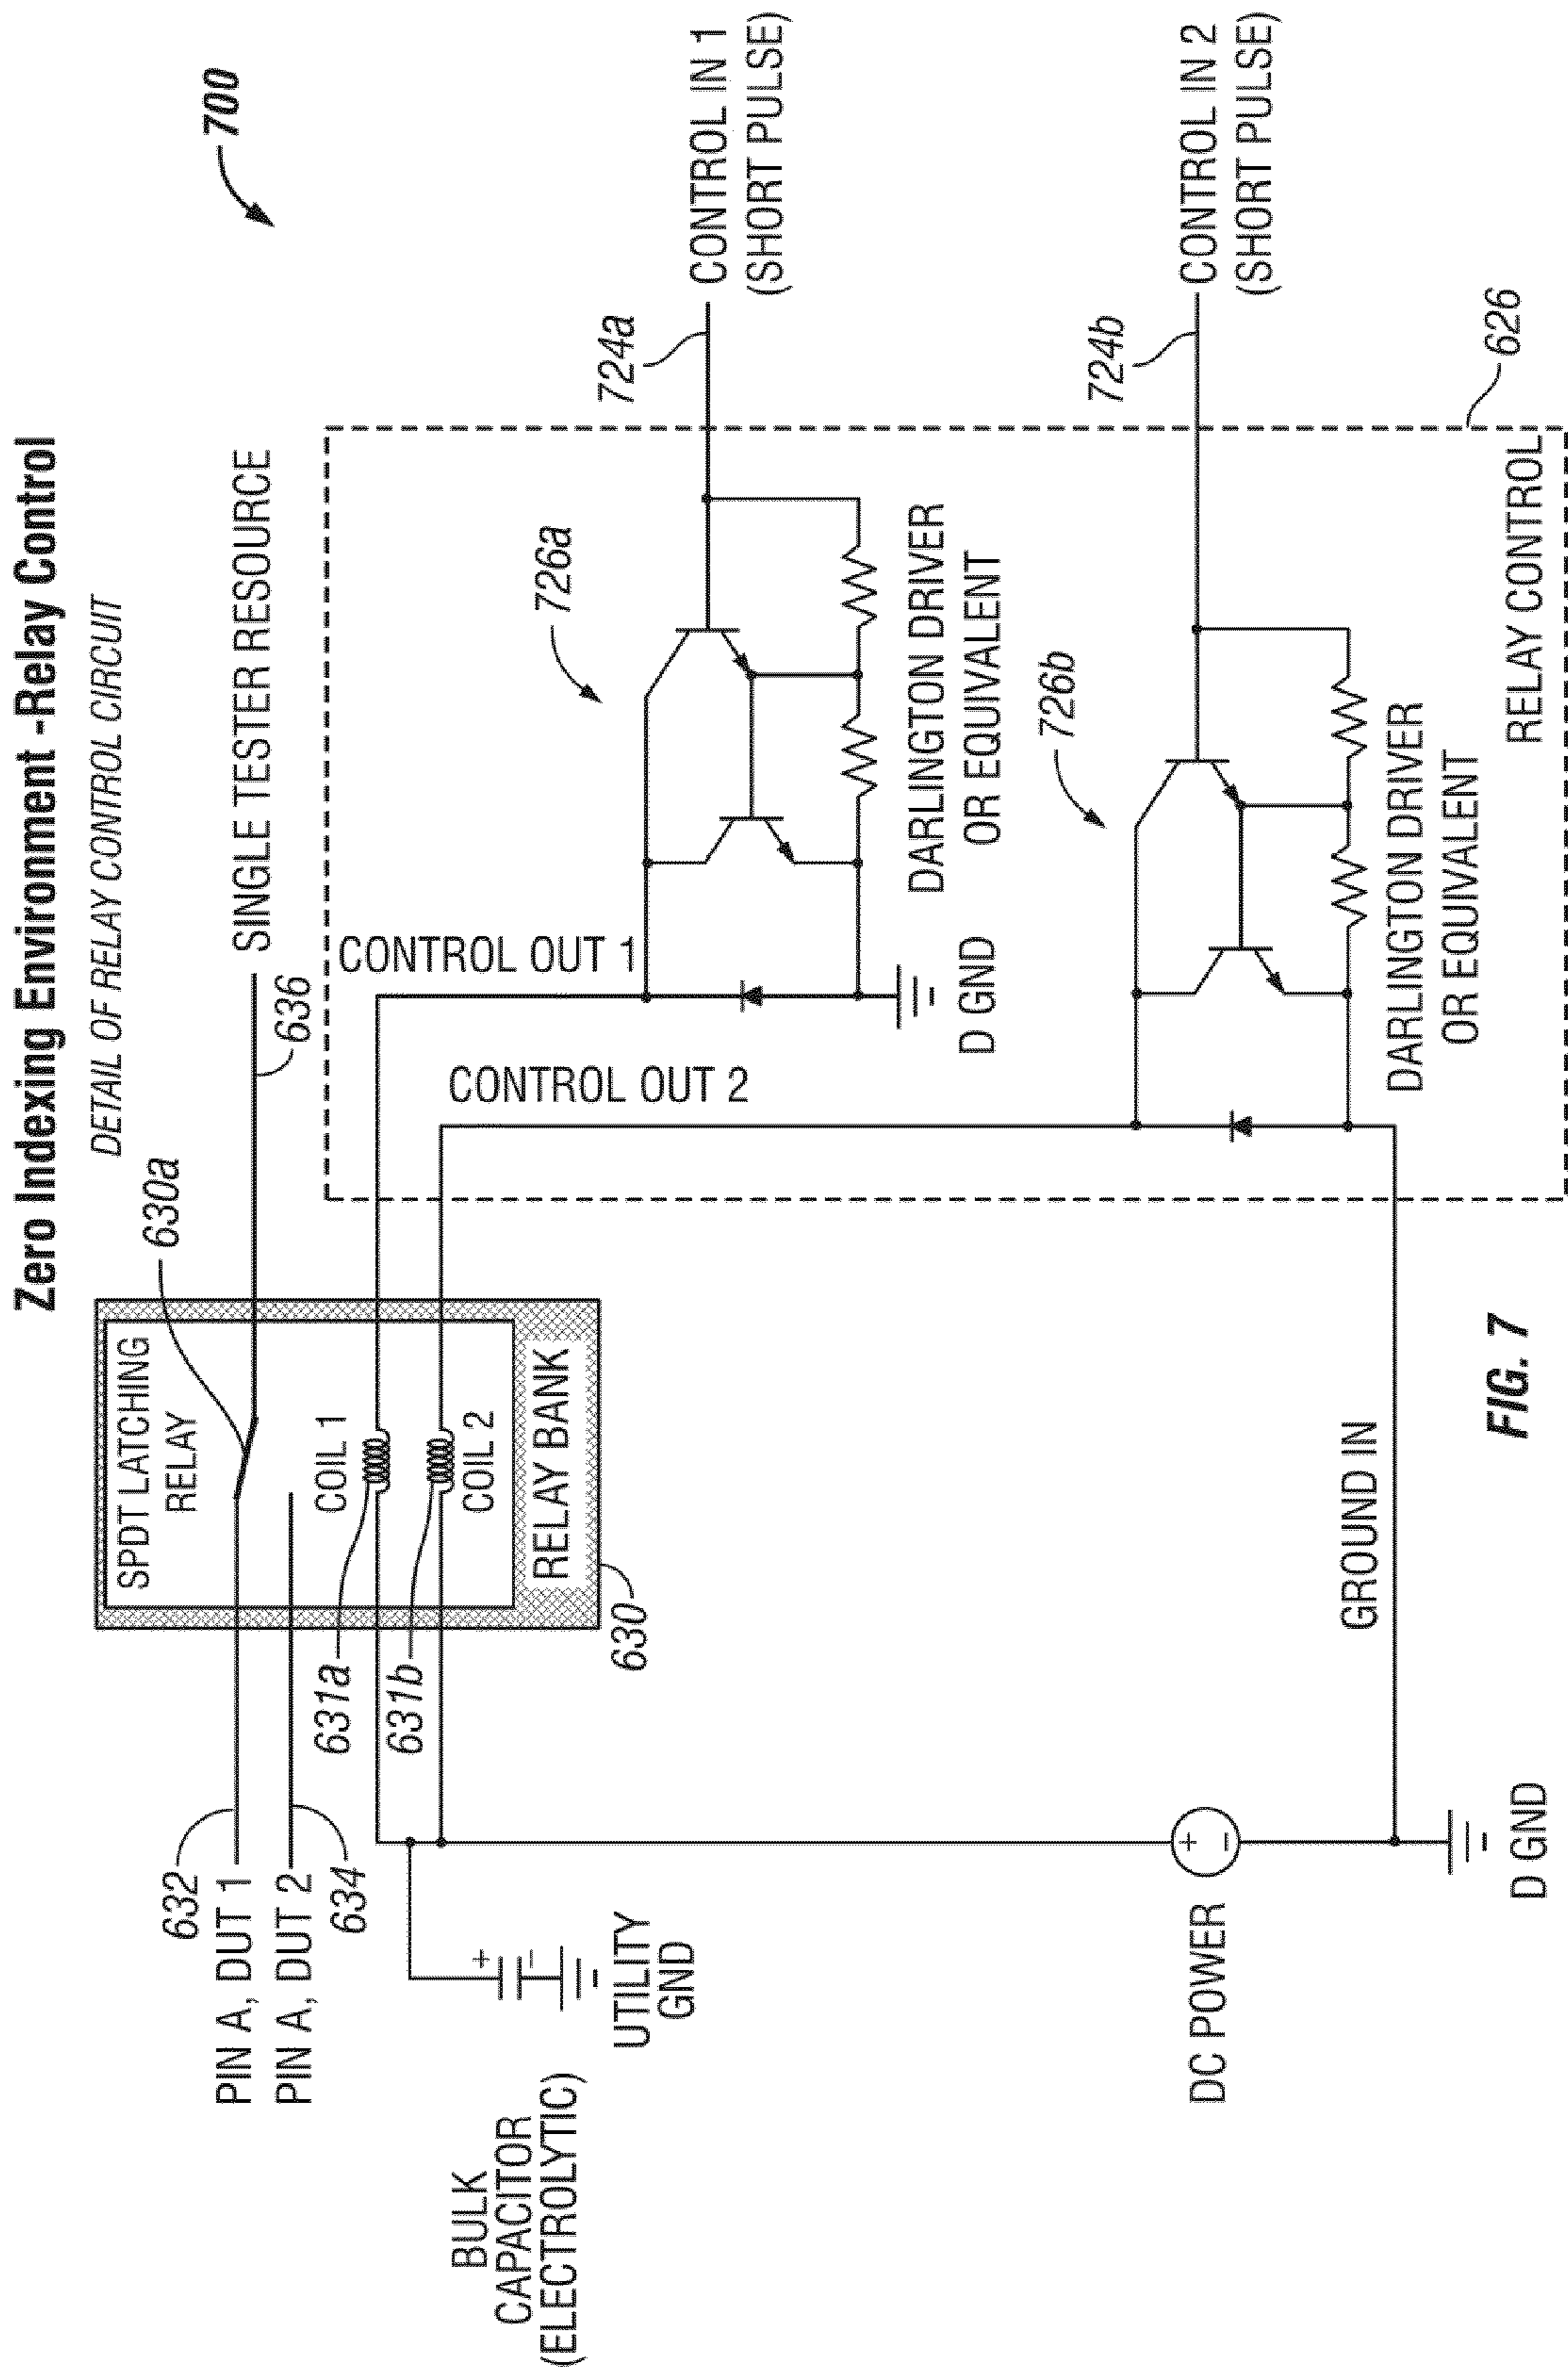 Zero Indexing Environment -Relay Control
DETAIL OF RELAY CONTROL CIRCUIT
700
632
PIN A, DUT 1
PIN A, DUT 2
634
SPDT LATCHING
RELAY
630a
SINGLE TESTER RESOURCE
636
COIL 1
COIL 2
631a
631b
RELAY BANK
630
BULK
CAPACITOR
(ELECTROLYTIC)
+
–
UTILITY
GND
CONTROL OUT 1
CONTROL OUT 2
726a
724a
CONTROL IN 1
(SHORT PULSE)
DARLINGTON DRIVER
OR EQUIVALENT
D GND
726b
724b
CONTROL IN 2
(SHORT PULSE)
DARLINGTON DRIVER
OR EQUIVALENT
RELAY CONTROL
626
DC POWER
+
–
GROUND IN
D GND
FIG. 7